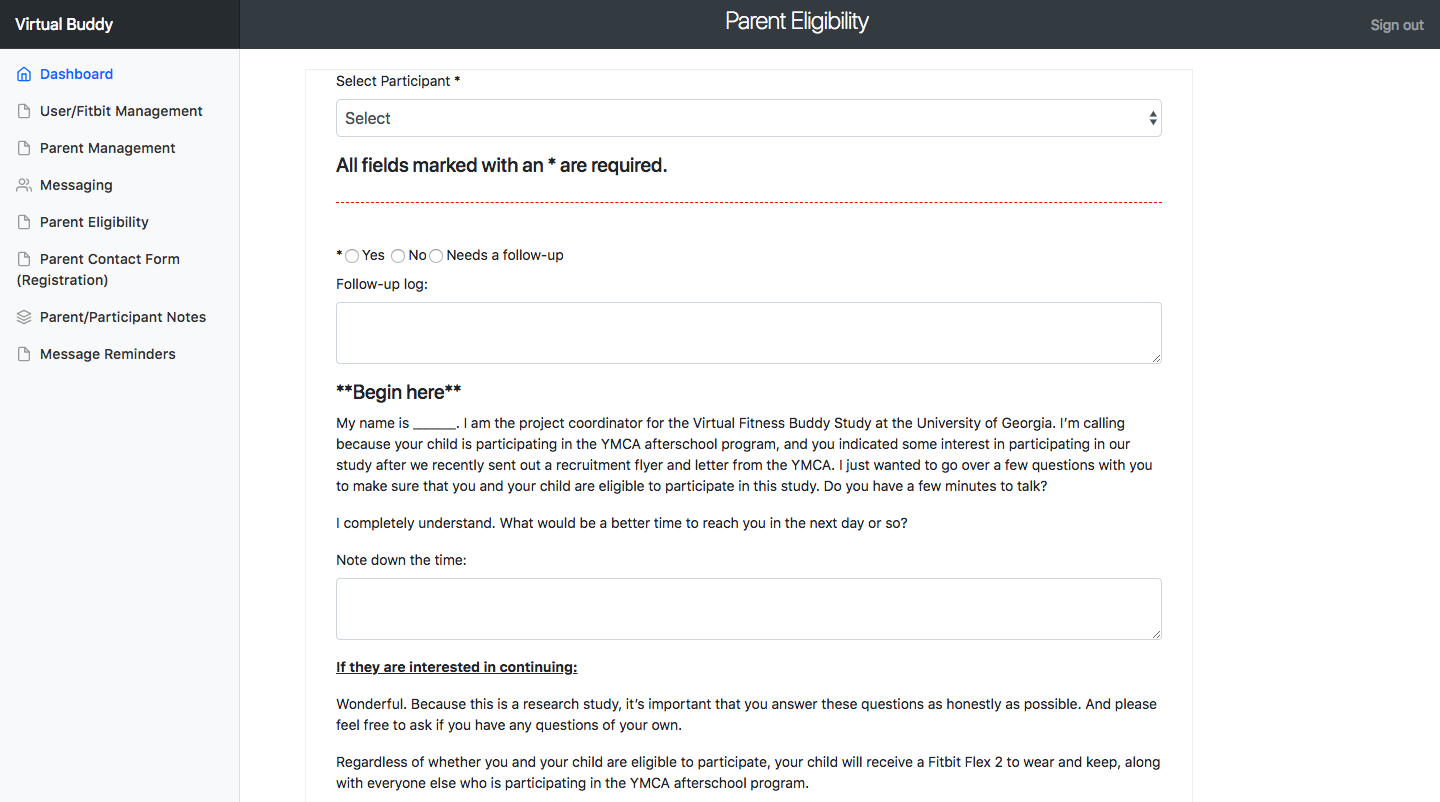 Virtual Buddy
Parent Eligibility
Sign out
Dashboard
User/Fitbit Management
Parent Management
Messaging
Parent Eligibility
Parent Contact Form
(Registration)
Parent/Participant Notes
Message Reminders
Select Participant *
Select
All fields marked with an * are required.
* Yes No Needs a follow-up
Follow-up log:
**Begin here**
My name is ______. I am the project coordinator for the Virtual Fitness Buddy Study at the University of Georgia. I’m calling
because your child is participating in the YMCA afterschool program, and you indicated some interest in participating in our
study after we recently sent out a recruitment flyer and letter from the YMCA. I just wanted to go over a few questions with you
to make sure that you and your child are eligible to participate in this study. Do you have a few minutes to talk?
I completely understand. What would be a better time to reach you in the next day or so?
Note down the time:
If they are interested in continuing:
Wonderful. Because this is a research study, it’s important that you answer these questions as honestly as possible. And please
feel free to ask if you have any questions of your own.
Regardless of whether you and your child are eligible to participate, your child will receive a Fitbit Flex 2 to wear and keep, along
with everyone else who is participating in the YMCA afterschool program.